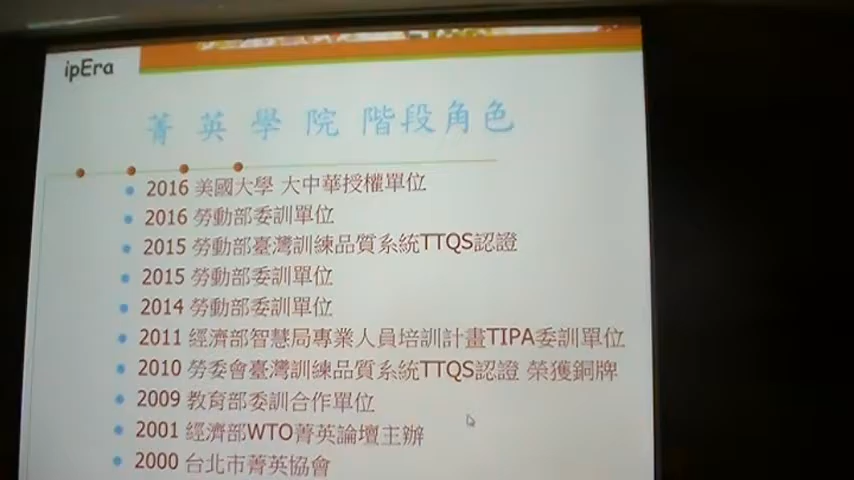 ipEra
菁英學院 階段角色
2016 美國大學 大中華授權單位
2016 勞動部委訓單位
2015 勞動部臺灣訓練品質系統TTQS認證
2015 勞動部委訓單位
2014 勞動部委訓單位
2011 經濟部智慧局專業人員培訓計畫TIPA委訓單位
2010 勞委會臺灣訓練品質系統TTQS認證 榮獲銅牌
2009 教育部委訓合作單位
2001 經濟部WTO菁英論壇主辦
2000 台北市菁英協會